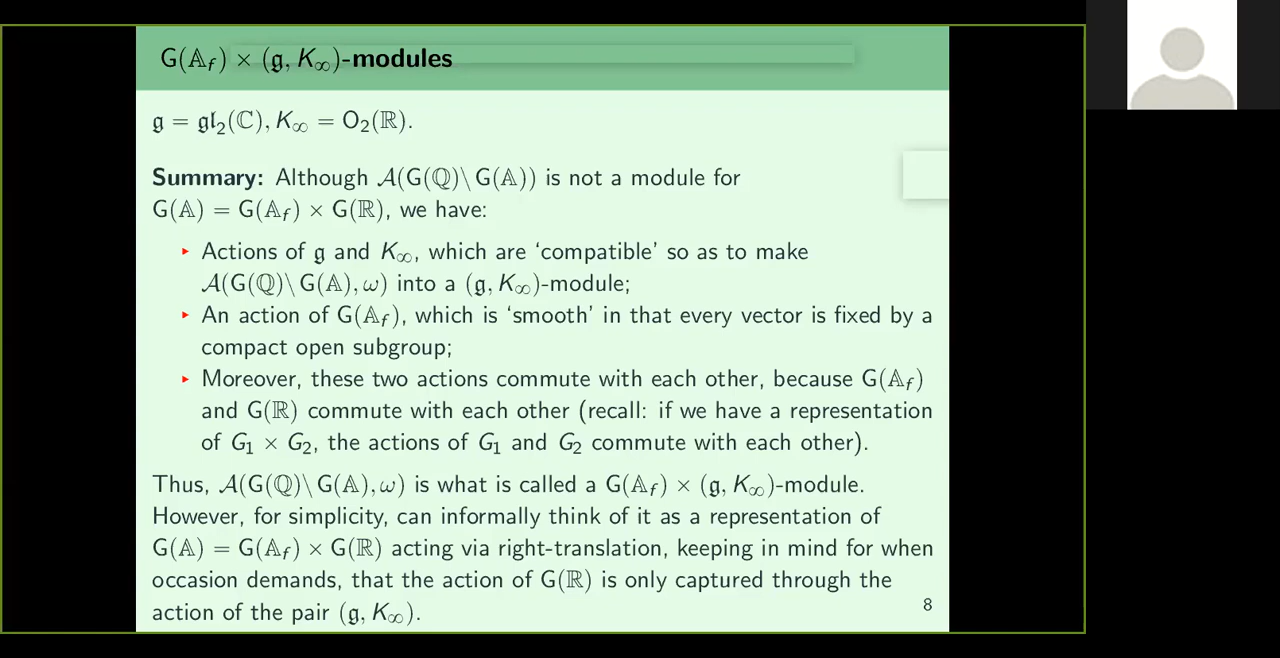 G(𝔸_f) × (𝔤, K_∞)-modules
𝔤 = 𝔤𝔩₂(ℂ), K_∞ = O₂(ℝ).
Summary: Although 𝒜(G(ℚ)\ G(𝔸)) is not a module for
G(𝔸) = G(𝔸_f) × G(ℝ), we have:
▸ Actions of 𝔤 and K_∞, which are ‘compatible’ so as to make
𝒜(G(ℚ)\ G(𝔸), ω) into a (𝔤, K_∞)-module;
▸ An action of G(𝔸_f), which is ‘smooth’ in that every vector is fixed by a
compact open subgroup;
▸ Moreover, these two actions commute with each other, because G(𝔸_f)
and G(ℝ) commute with each other (recall: if we have a representation
of G₁ × G₂, the actions of G₁ and G₂ commute with each other).
Thus, 𝒜(G(ℚ)\ G(𝔸), ω) is what is called a G(𝔸_f) × (𝔤, K_∞)-module.
However, for simplicity, can informally think of it as a representation of
G(𝔸) = G(𝔸_f) × G(ℝ) acting via right-translation, keeping in mind for when
occasion demands, that the action of G(ℝ) is only captured through the
action of the pair (𝔤, K_∞).
8